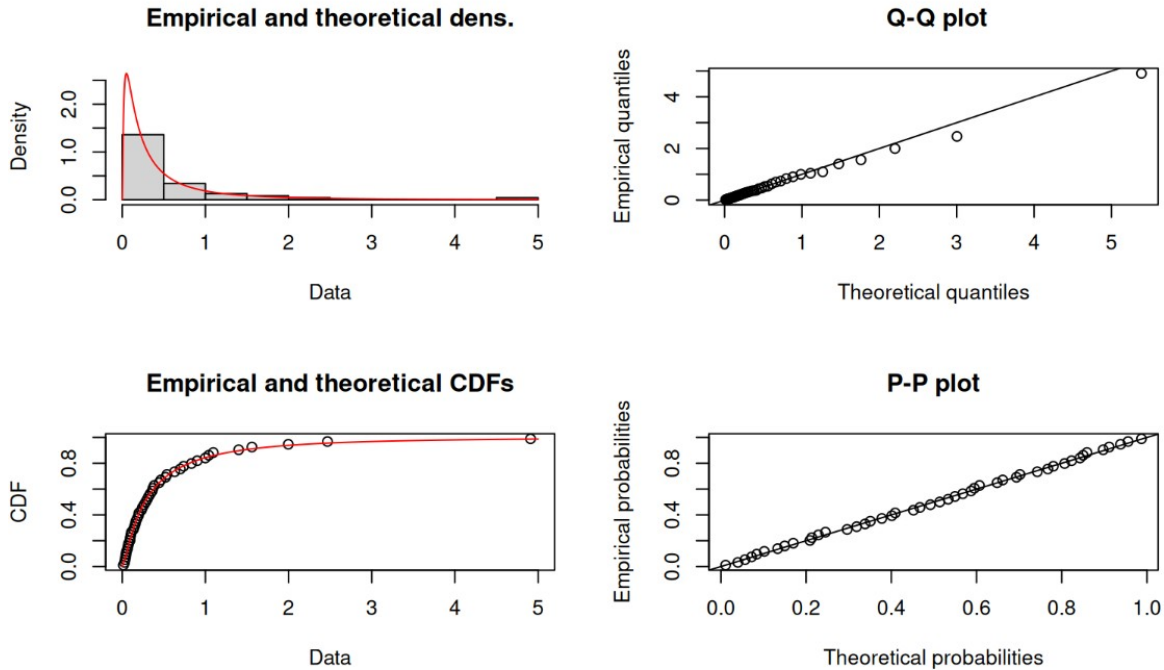 Empirical and theoretical dens.
Density
0.0 1.0 2.0
0 1 2 3 4 5
Data
Q-Q plot
Empirical quantiles
0 2 4
0 1 2 3 4 5
Theoretical quantiles
Empirical and theoretical CDFs
CDF
0.0 0.4 0.8
0 1 2 3 4 5
Data
P-P plot
Empirical probabilities
0.0 0.4 0.8
0.0 0.2 0.4 0.6 0.8 1.0
Theoretical probabilities